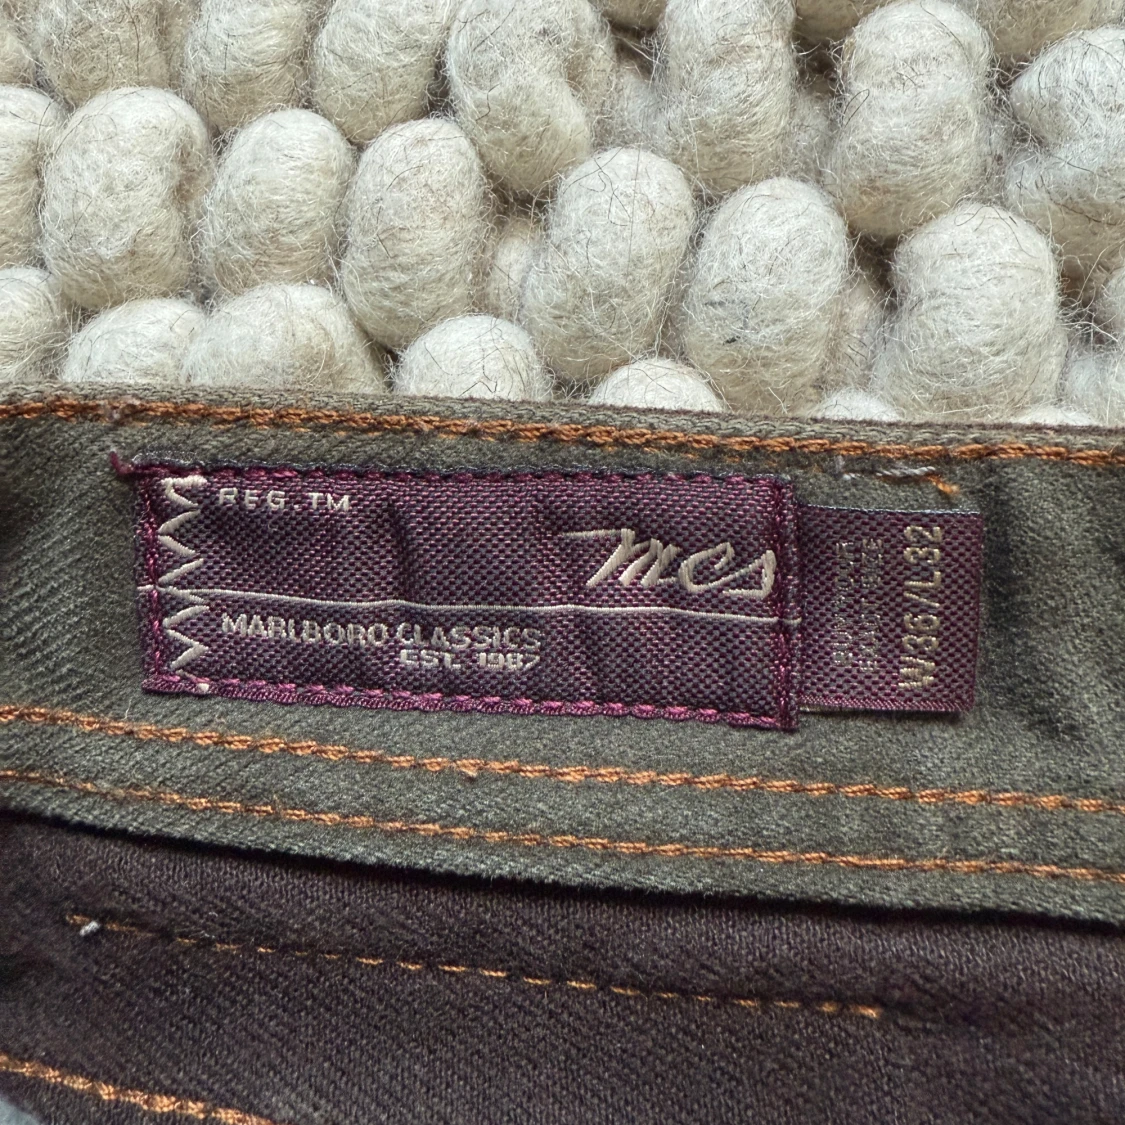 REG.TM
mcs
MARLBORO CLASSICS
EST. 1987
W36/L32